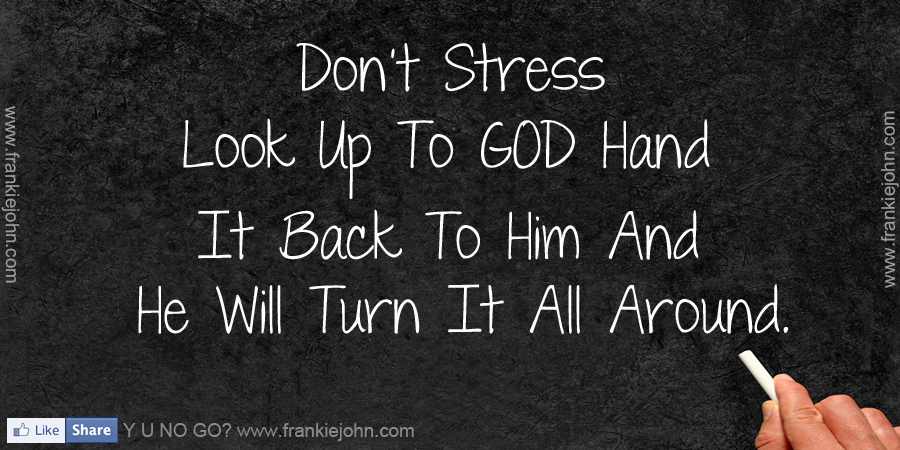 Don't Stress
Look Up To GOD Hand
It Back To Him And
He Will Turn It All Around.
www.frankiejohn.com
www.frankiejohn.com
Like Share Y U NO GO? www.frankiejohn.com